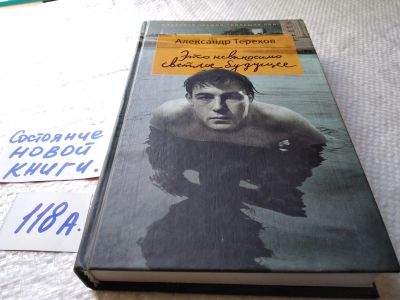 Александр Терехов
Это невыносимо
светлое будущее
Состояние
новой
книги.
118А.